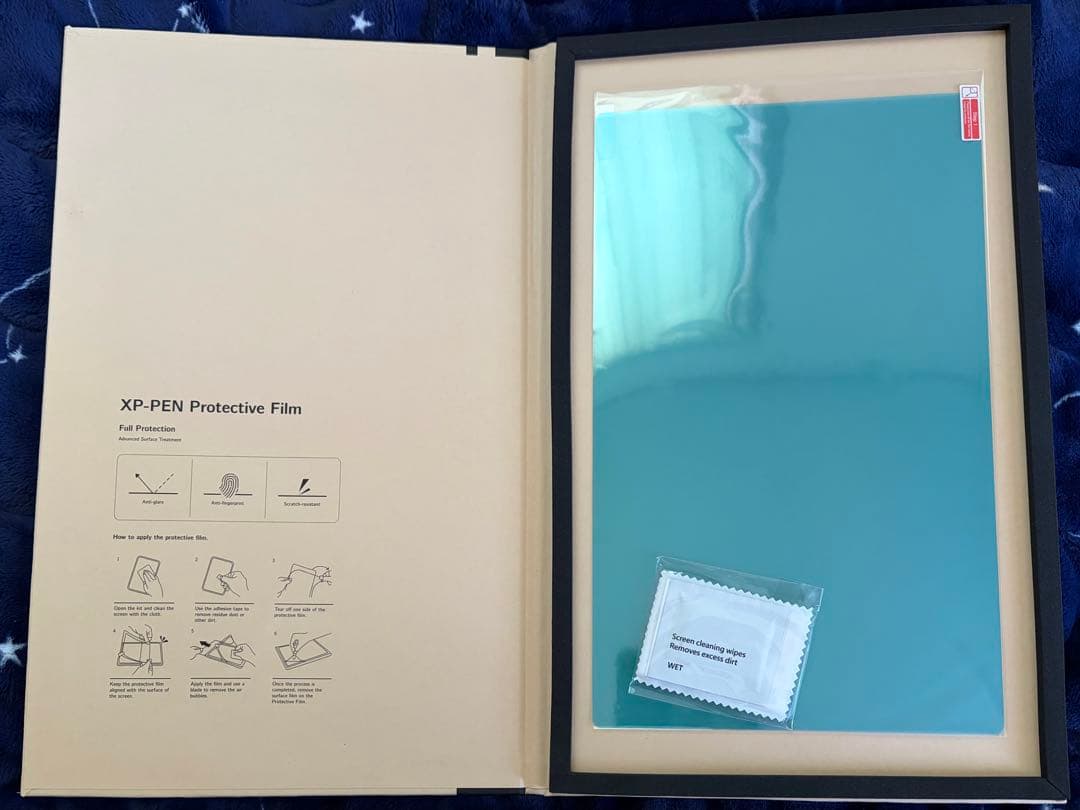 XP-PEN Protective Film
Full Protection
Advanced Surface Treatment
Anti-glare
Anti-fingerprint
Scratch-resistant
How to apply the protective film.
1
2
3
Open the kit and clean the
screen with the cloth.
Use the adhesive tape to
remove residue dust or
other dirt.
Tear off one side of the
protective film.
4
5
6
Keep the protective film
aligned with the surface of
the screen.
Apply the film and use a
blade to remove the air
bubbles.
Once the process is
completed, remove the
surface film on the
Protective Film.
Step 1
Screen cleaning wipes
Removes excess dirt
WET